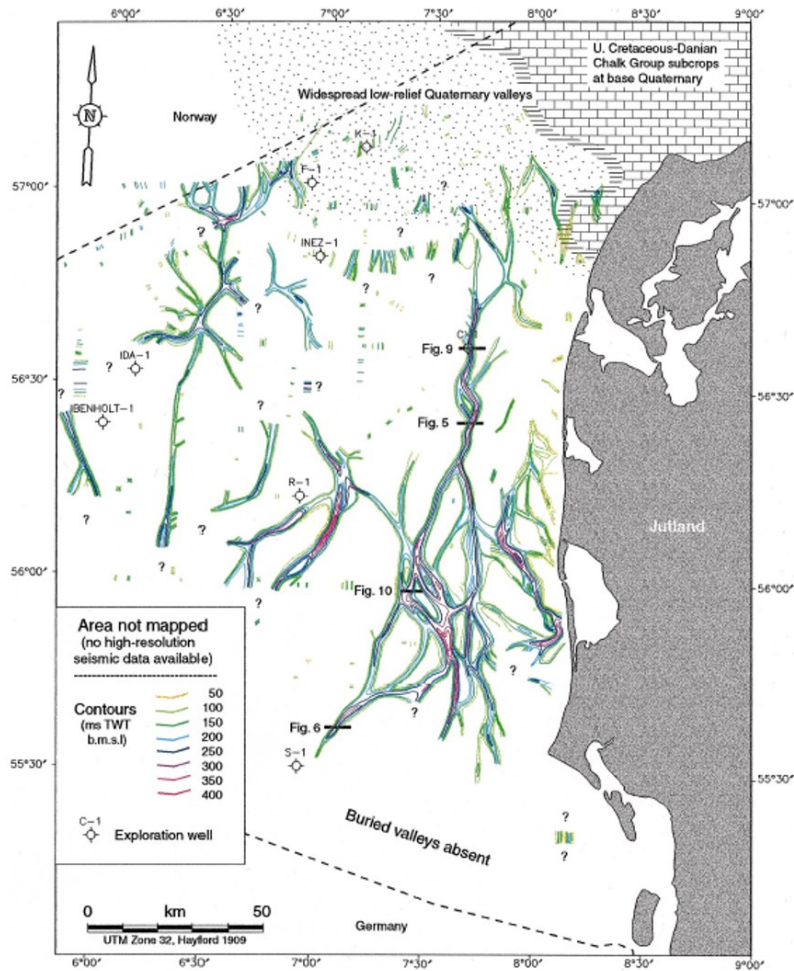 6°00' 6°30' 7°00' 7°30' 8°00' 8°30' 9°00'
U. Cretaceous-Danian
Chalk Group subcrops
at base Quaternary
Widespread low-relief Quaternary valleys
Norway
N
K-1
F-1
57°00'
57°00'
?
?
?
INEZ-1
?
?
?
?
C-1
Fig. 9
IDA-1
?
56°30'
56°30'
?
?
IBENHOLT-1
?
Fig. 5
R-1
?
?
Jutland
?
56°00'
56°00'
Fig. 10
?
Area not mapped
(no high-resolution
seismic data available)
Contours
(ms TWT
b.m.s.l)
50
100
150
200
250
300
350
400
?
?
Fig. 6
S-1
55°30'
55°30'
C-1
Exploration well
Buried valleys absent
?
?
0 km 50
UTM Zone 32, Hayford 1909
Germany
6°00' 6°30' 7°00' 7°30' 8°00' 8°30' 9°00'